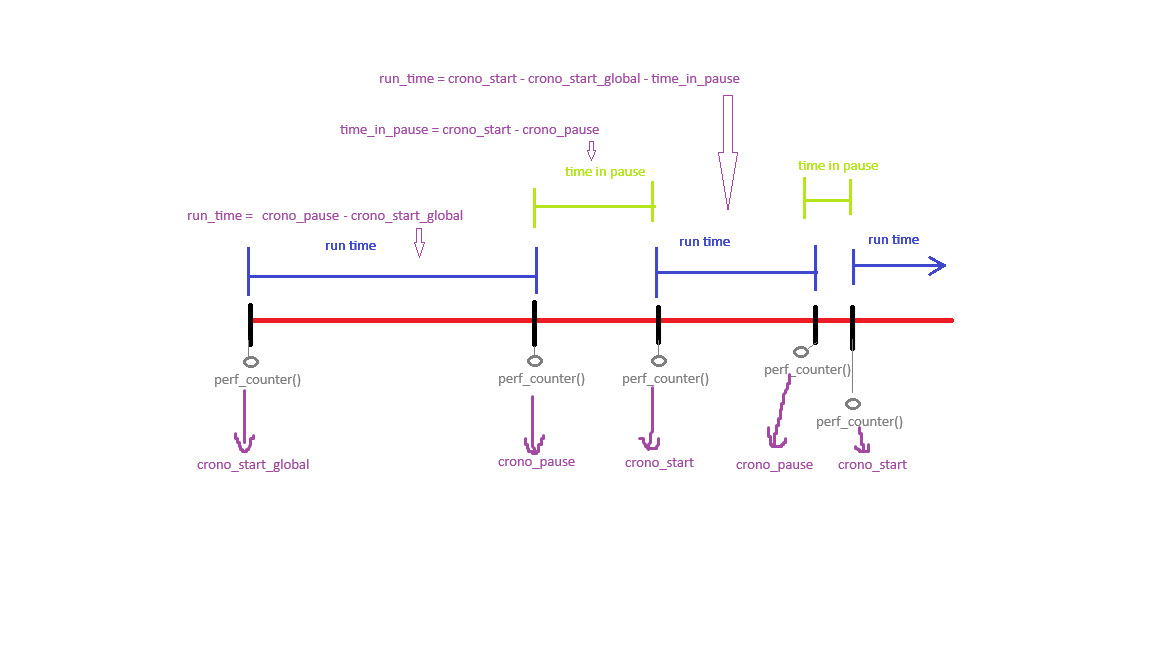 run_time = crono_start - crono_start_global - time_in_pause
time_in_pause = crono_start - crono_pause
time in pause
time in pause
run_time =  crono_pause - crono_start_global
run time
run time
run time
perf_counter()
perf_counter()
perf_counter()
perf_counter()
perf_counter()
crono_start_global
crono_pause
crono_start
crono_pause
crono_start